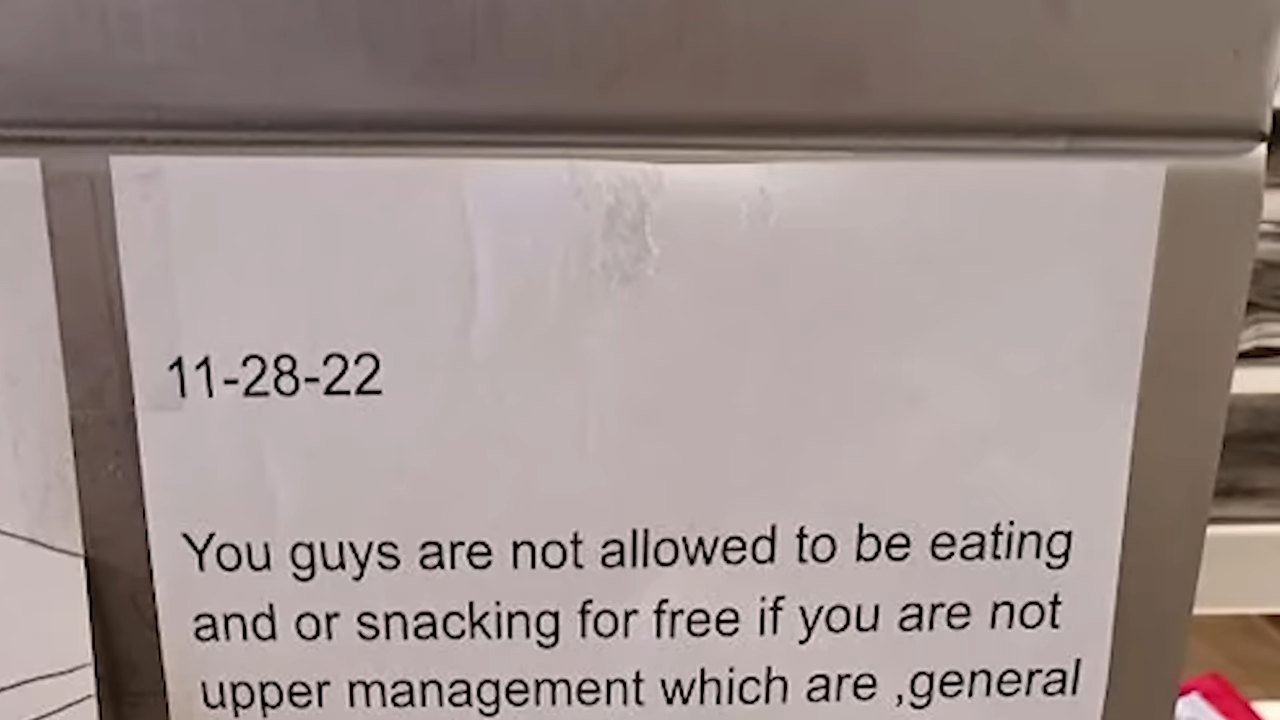 11-28-22
You guys are not allowed to be eating
and or snacking for free if you are not
upper management which are ,general